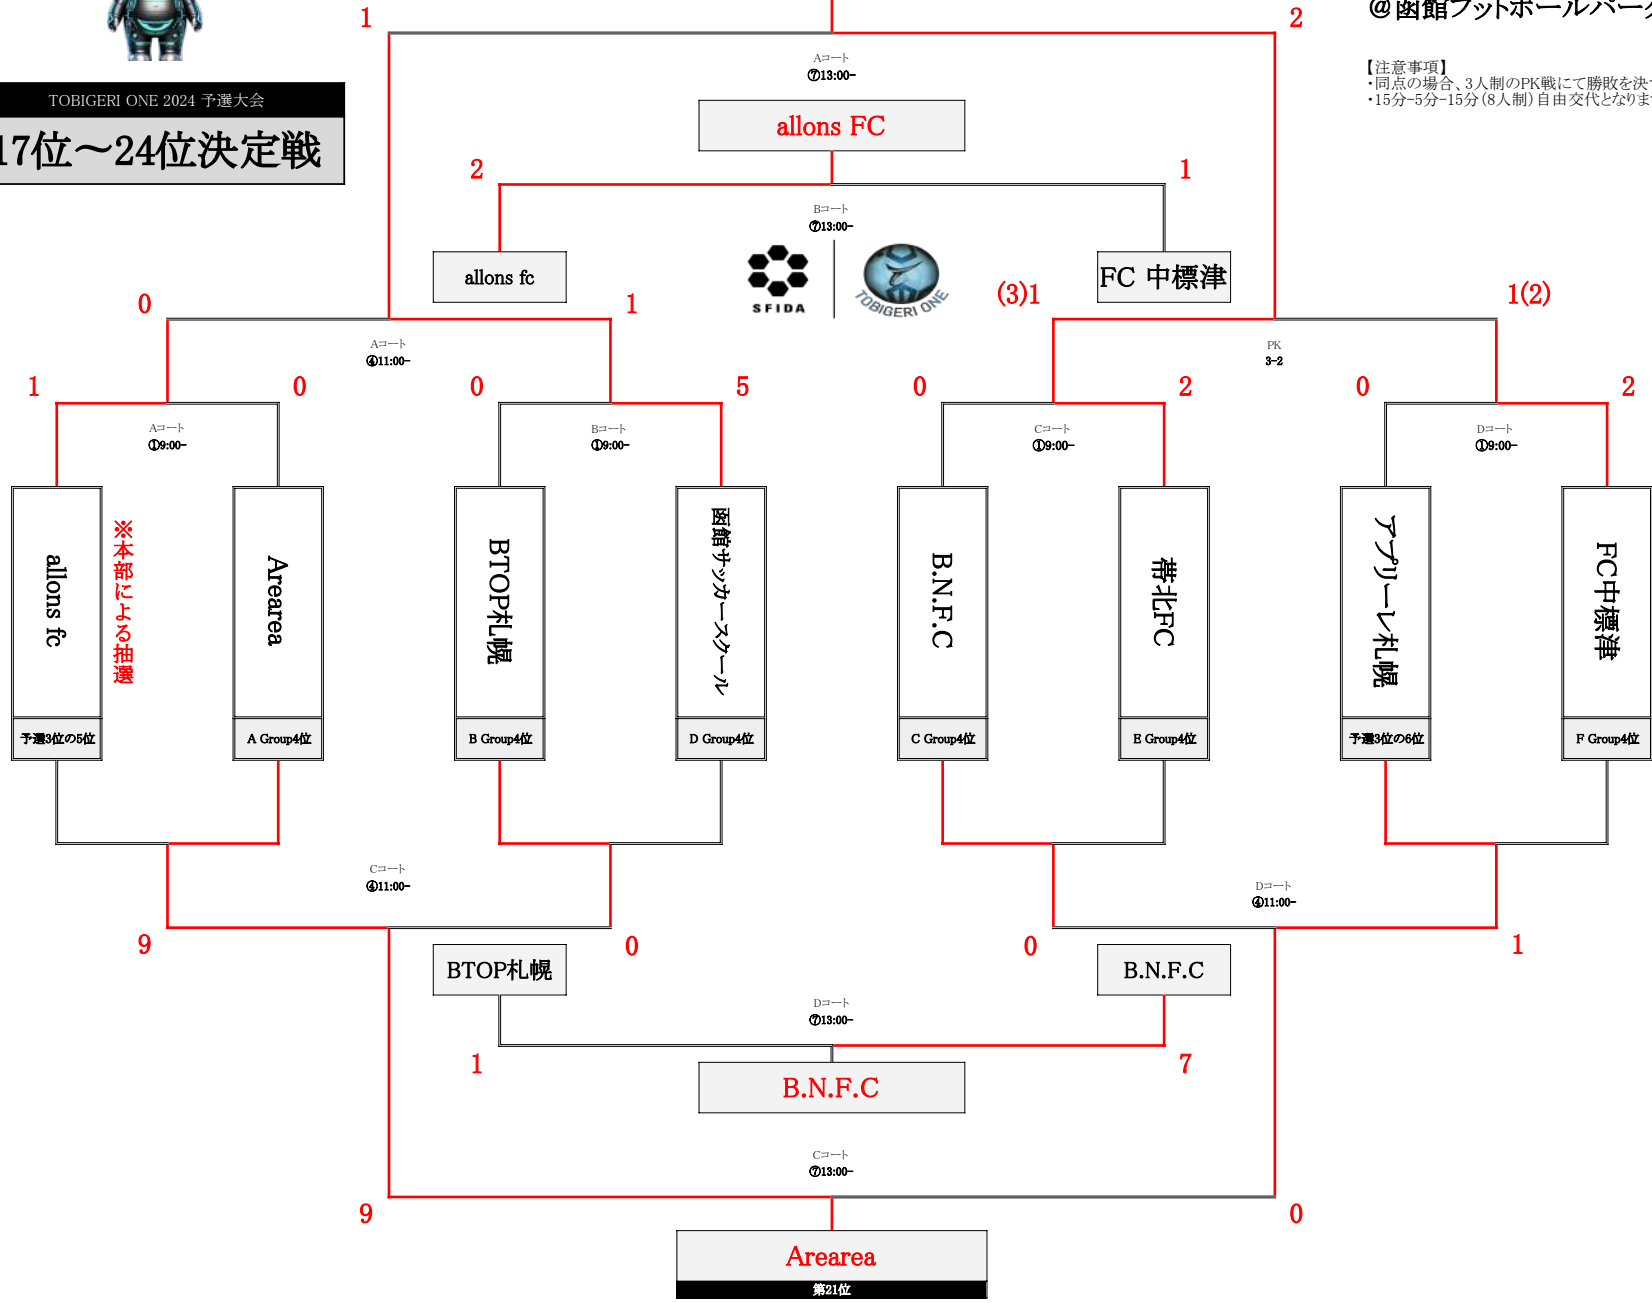 @函館フットボールパーク
1
2
Aコート
⑦13:00-
【注意事項】
・同点の場合、3人制のPK戦にて勝敗を決
・15分-5分-15分(8人制)自由交代となりま
TOBIGERI ONE 2024 予選大会
17位～24位決定戦
allons FC
2
1
Bコート
⑦13:00-
allons fc
SFIDA
TOBIGERI ONE
FC 中標津
0
1
(3)1
1(2)
Aコート
④11:00-
PK
3-2
1
0
0
5
0
2
0
2
Aコート
①9:00-
Bコート
①9:00-
Cコート
①9:00-
Dコート
①9:00-
allons fc
※本部による抽選
Arearea
BTOP札幌
函館サッカースクール
B.N.F.C
帯北FC
アプリーレ札幌
FC中標津
予選3位の5位
A Group4位
B Group4位
D Group4位
C Group4位
E Group4位
予選3位の6位
F Group4位
Cコート
④11:00-
Dコート
④11:00-
9
0
0
1
BTOP札幌
B.N.F.C
Dコート
⑦13:00-
1
7
B.N.F.C
Cコート
⑦13:00-
9
0
Arearea
第21位